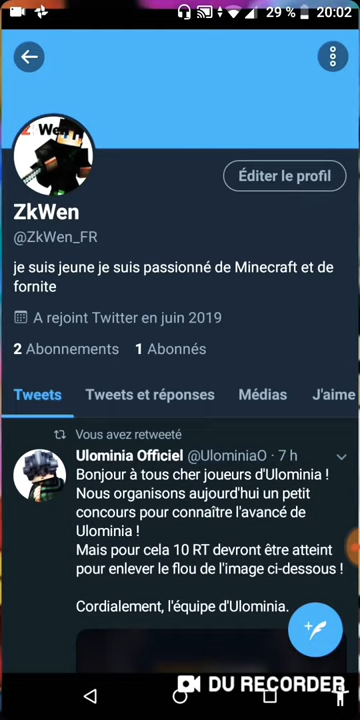 29 % 20:02
Z We
Éditer le profil
ZkWen
@ZkWen_FR
je suis jeune je suis passionné de Minecraft et de
fornite
A rejoint Twitter en juin 2019
2 Abonnements 1 Abonnés
Tweets Tweets et réponses Médias J'aime
Vous avez retweeté
Ulominia Officiel @UlominiaO · 7 h
Bonjour à tous cher joueurs d'Ulominia !
Nous organisons aujourd'hui un petit
concours pour connaître l'avancé de
Ulominia !
Mais pour cela 10 RT devront être atteint
pour enlever le flou de l'image ci-dessous !
Cordialement, l'équipe d'Ulominia.
DU RECORDER